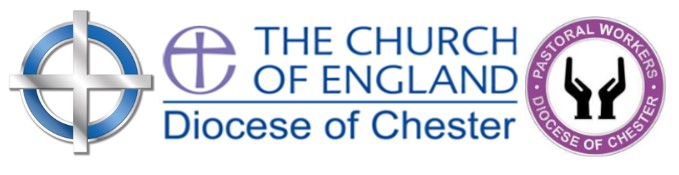 THE CHURCH
OF ENGLAND
Diocese of Chester
• PASTORAL WORKERS •
DIOCESE OF CHESTER